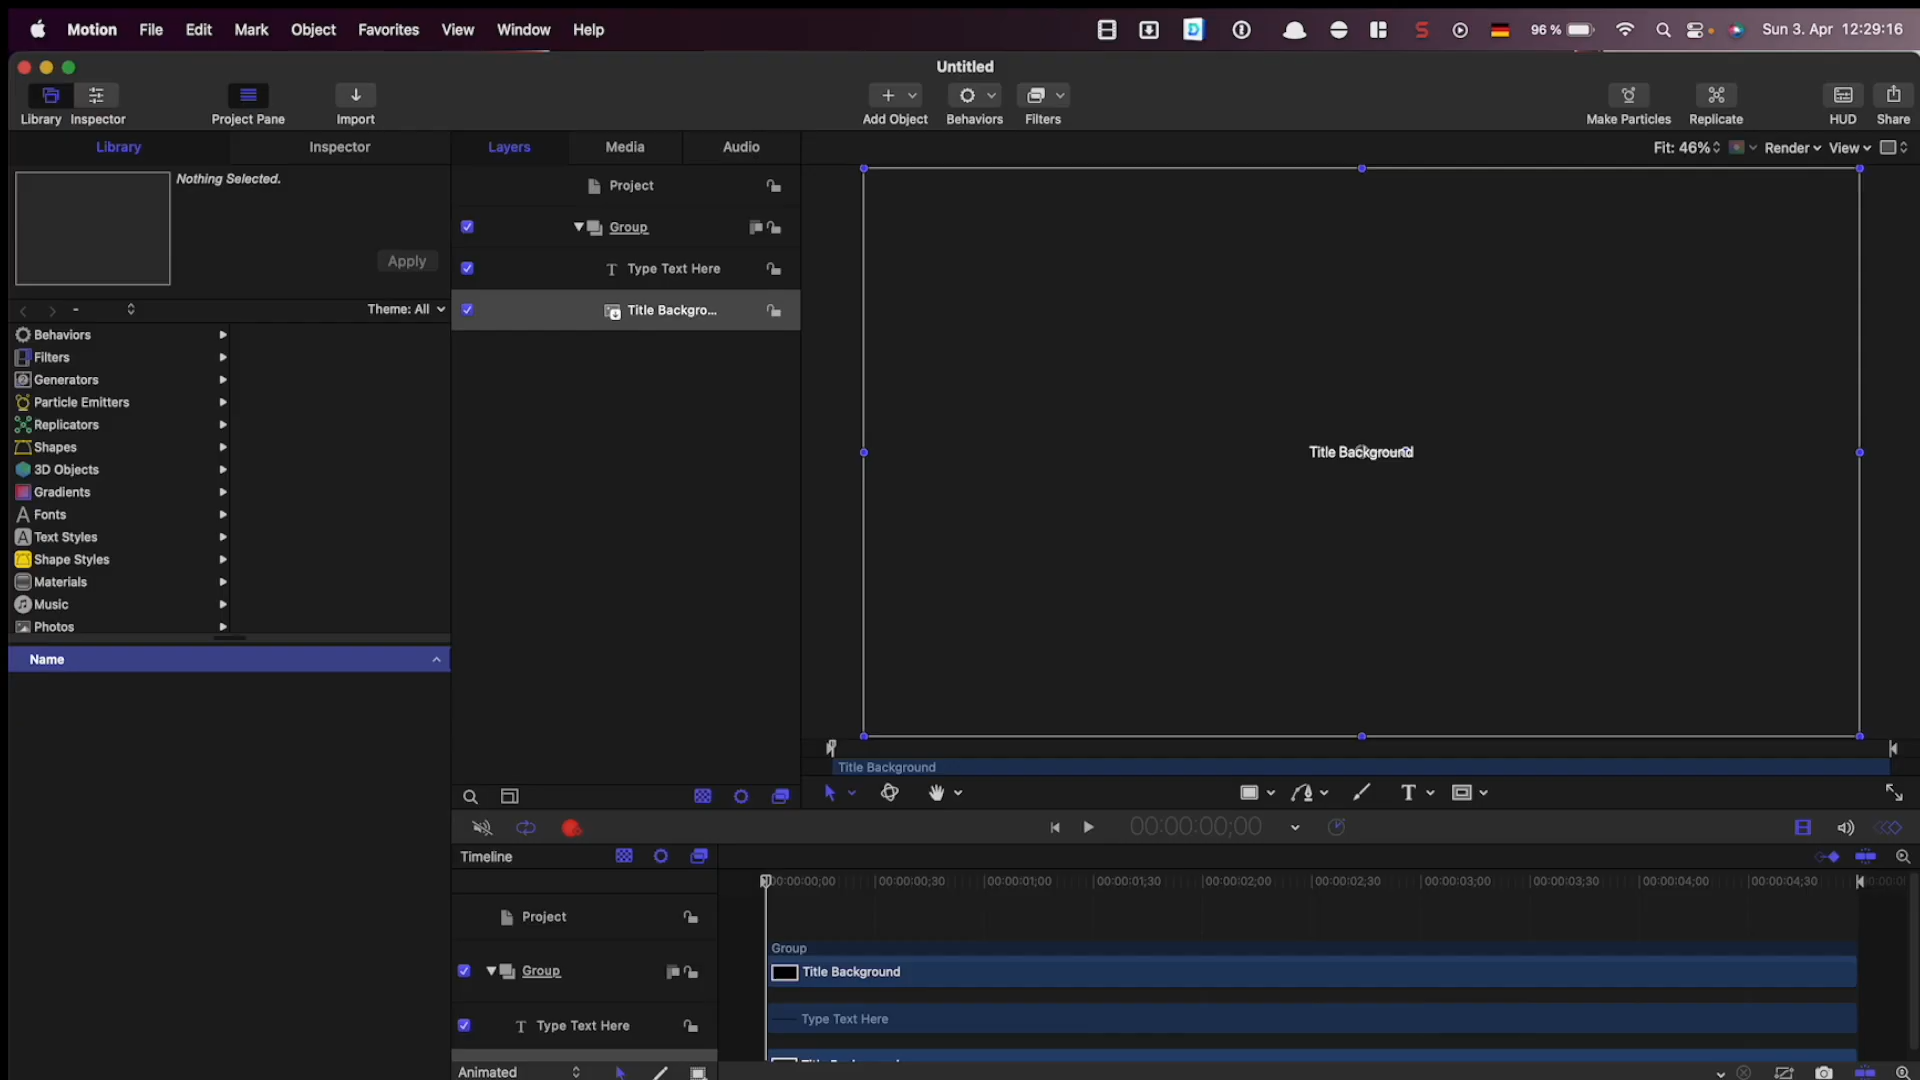 Motion File Edit Mark Object Favorites View Window Help
96 % Sun 3. Apr 12:29:16
Untitled
Library Inspector Project Pane Import Add Object Behaviors Filters Make Particles Replicate HUD Share
Library Inspector Layers Media Audio
Fit: 46% Render View
Nothing Selected.
Apply
Theme: All
Behaviors
Filters
Generators
Particle Emitters
Replicators
Shapes
3D Objects
Gradients
Fonts
Text Styles
Shape Styles
Materials
Music
Photos
Name
Project
Group
Type Text Here
Title Backgro...
Title Background
Title Background
00:00:00;00
Timeline
00:00:00;00 00:00:00;30 00:00:01;00 00:00:01;30 00:00:02;00 00:00:02;30 00:00:03;00 00:00:03;30 00:00:04;00 00:00:04;30
Project
Group
Group
Title Background
Type Text Here
Type Text Here
Animated